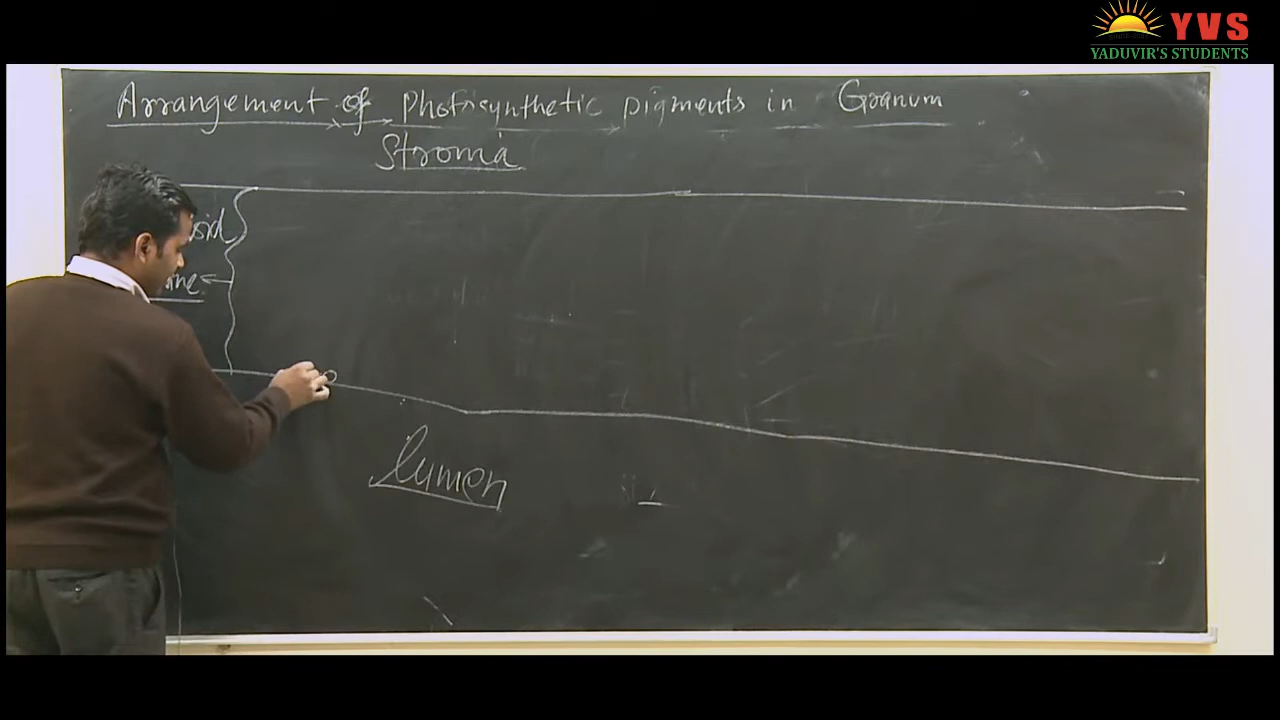 YVS
YADUVIR'S STUDENTS
Arrangement of Photosynthetic pigments in Granum
Stroma
lumen